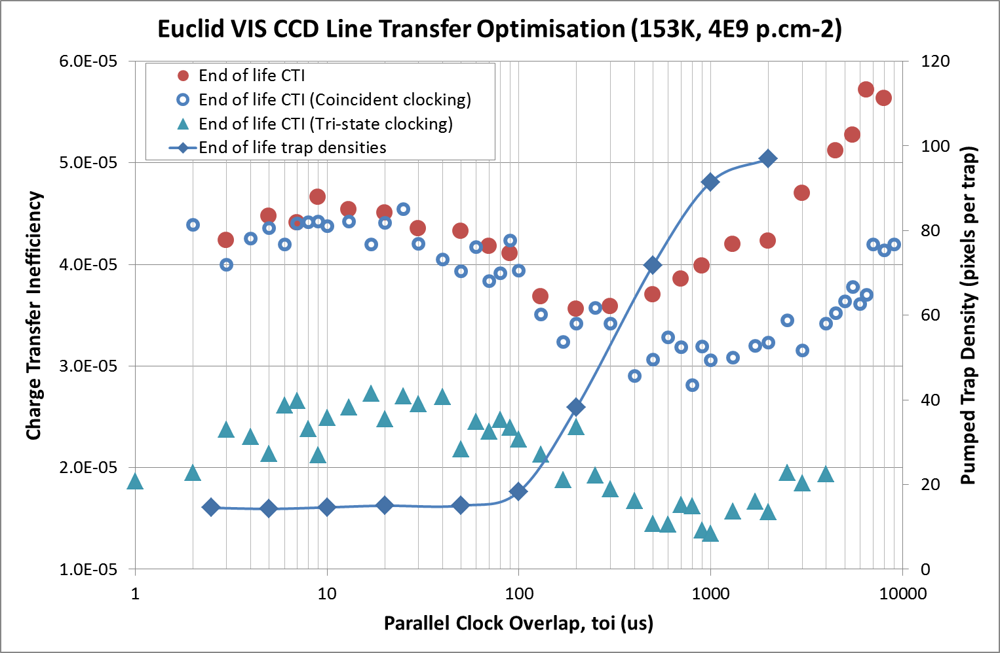 Euclid VIS CCD Line Transfer Optimisation (153K, 4E9 p.cm-2)
End of life CTI
End of life CTI (Coincident clocking)
End of life CTI (Tri-state clocking)
End of life trap densities
Charge Transfer Inefficiency
6.0E-05
5.0E-05
4.0E-05
3.0E-05
2.0E-05
1.0E-05
120
100
80
60
40
20
0
Pumped Trap Density (pixels per trap)
1
10
100
1000
10000
Parallel Clock Overlap, toi (us)